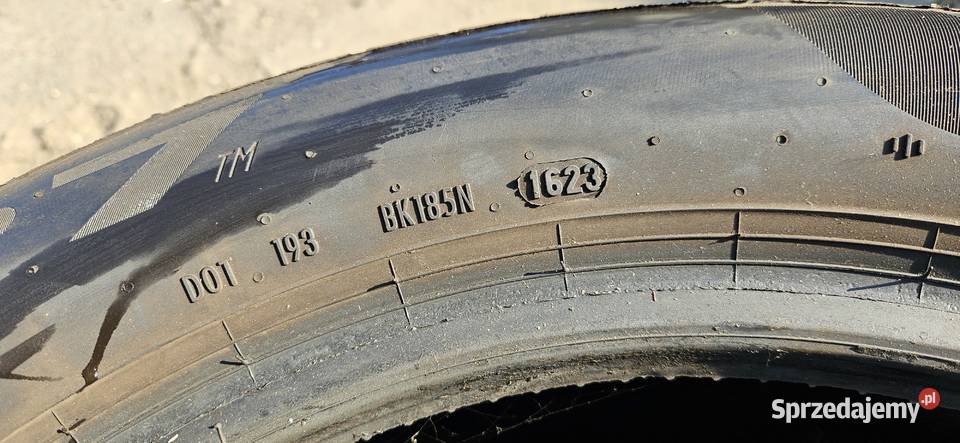 TM
DOT 193 BK185N 1623
Sprzedajemy.pl